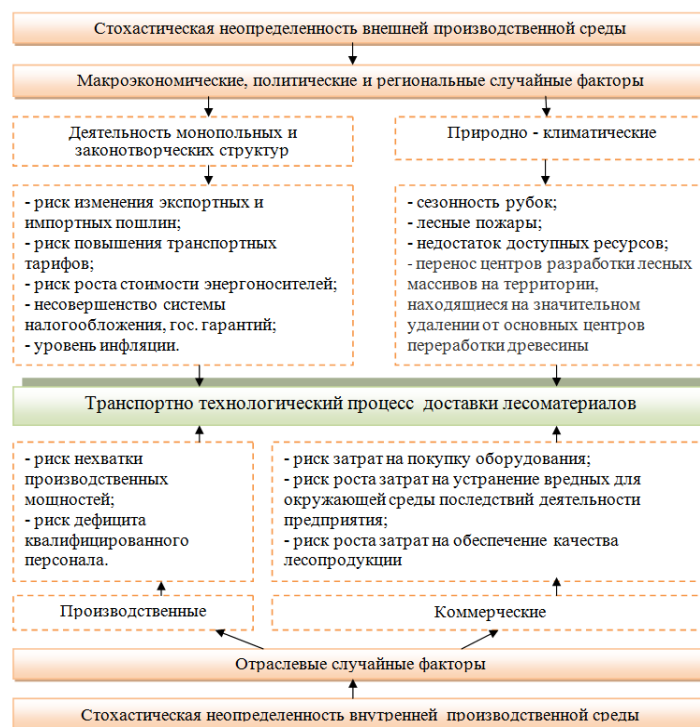 Стохастическая неопределенность внешней производственной среды
Макроэкономические, политические и региональные случайные факторы
Деятельность монопольных и
законотворческих структур
Природно - климатические
- риск изменения экспортных и
импортных пошлин;
- риск повышения транспортных
тарифов;
- риск роста стоимости энергоносителей;
- несовершенство системы
налогообложения, гос. гарантий;
- уровень инфляции.
- сезонность рубок;
- лесные пожары;
- недостаток доступных ресурсов;
- перенос центров разработки лесных
массивов на территории,
находящиеся на значительном
удалении от основных центров
переработки древесины
Транспортно технологический процесс доставки лесоматериалов
- риск нехватки
производственных
мощностей;
- риск дефицита
квалифицированного
персонала.
- риск затрат на покупку оборудования;
- риск роста затрат на устранение вредных для
окружающей среды последствий деятельности
предприятия;
- риск роста затрат на обеспечение качества
лесопродукции
Производственные
Коммерческие
Отраслевые случайные факторы
Стохастическая неопределенность внутренней производственной среды